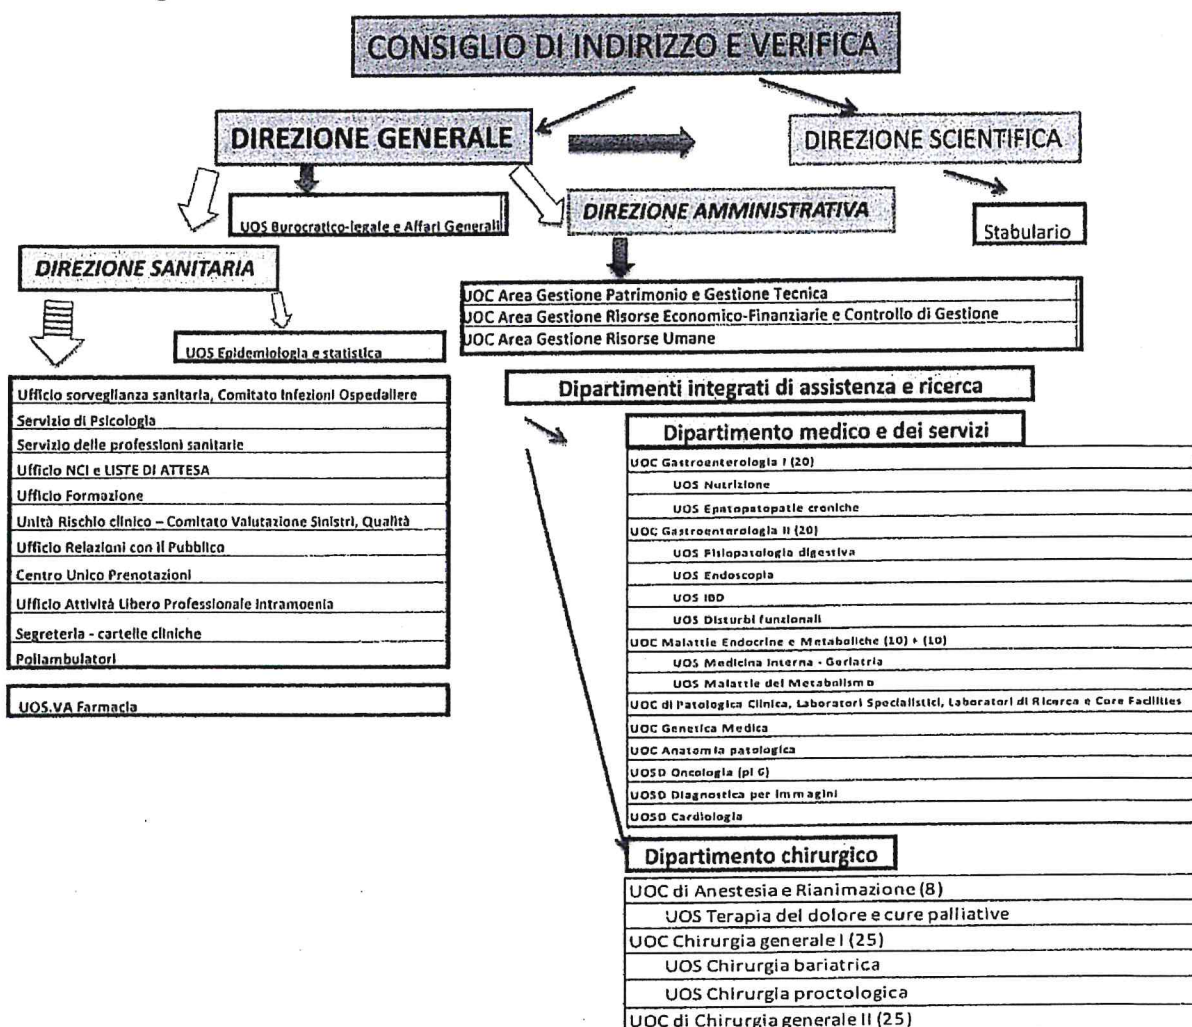 CONSIGLIO DI INDIRIZZO E VERIFICA
DIREZIONE GENERALE
DIREZIONE SCIENTIFICA
UOS Burocratico-legale e Affari Generali
DIREZIONE AMMINISTRATIVA
Stabulario
DIREZIONE SANITARIA
UOC Area Gestione Patrimonio e Gestione Tecnica
UOC Area Gestione Risorse Economico-Finanziarie e Controllo di Gestione
UOC Area Gestione Risorse Umane
UOS Epidemiologia e statistica
Ufficio sorveglianza sanitaria, Comitato Infezioni Ospedaliere
Servizio di Psicologia
Servizio delle professioni sanitarie
Ufficio NCI e LISTE DI ATTESA
Ufficio Formazione
Unità Rischio clinico – Comitato Valutazione Sinistri, Qualità
Ufficio Relazioni con il Pubblico
Centro Unico Prenotazioni
Ufficio Attività Libero Professionale Intramoenia
Segreteria - cartelle cliniche
Poliambulatori
UOS.VA Farmacia
Dipartimenti integrati di assistenza e ricerca
Dipartimento medico e dei servizi
UOC Gastroenterologia I (20)
UOS Nutrizione
UOS Epatopatopatie croniche
UOC Gastroenterologia II (20)
UOS Fisiopatologia digestiva
UOS Endoscopia
UOS IBD
UOS Disturbi funzionali
UOC Malattie Endocrine e Metaboliche (10) + (10)
UOS Medicina Interna - Geriatria
UOS Malattie del Metabolismo
UOC di Patologica Clinica, Laboratori Specialistici, Laboratori di Ricerca e Core Facilities
UOC Genetica Medica
UOC Anatomia patologica
UOSD Oncologia (pl 6)
UOSD Diagnostica per immagini
UOSD Cardiologia
Dipartimento chirurgico
UOC di Anestesia e Rianimazione (8)
UOS Terapia del dolore e cure palliative
UOC Chirurgia generale I (25)
UOS Chirurgia bariatrica
UOS Chirurgia proctologica
UOC di Chirurgia generale II (25)